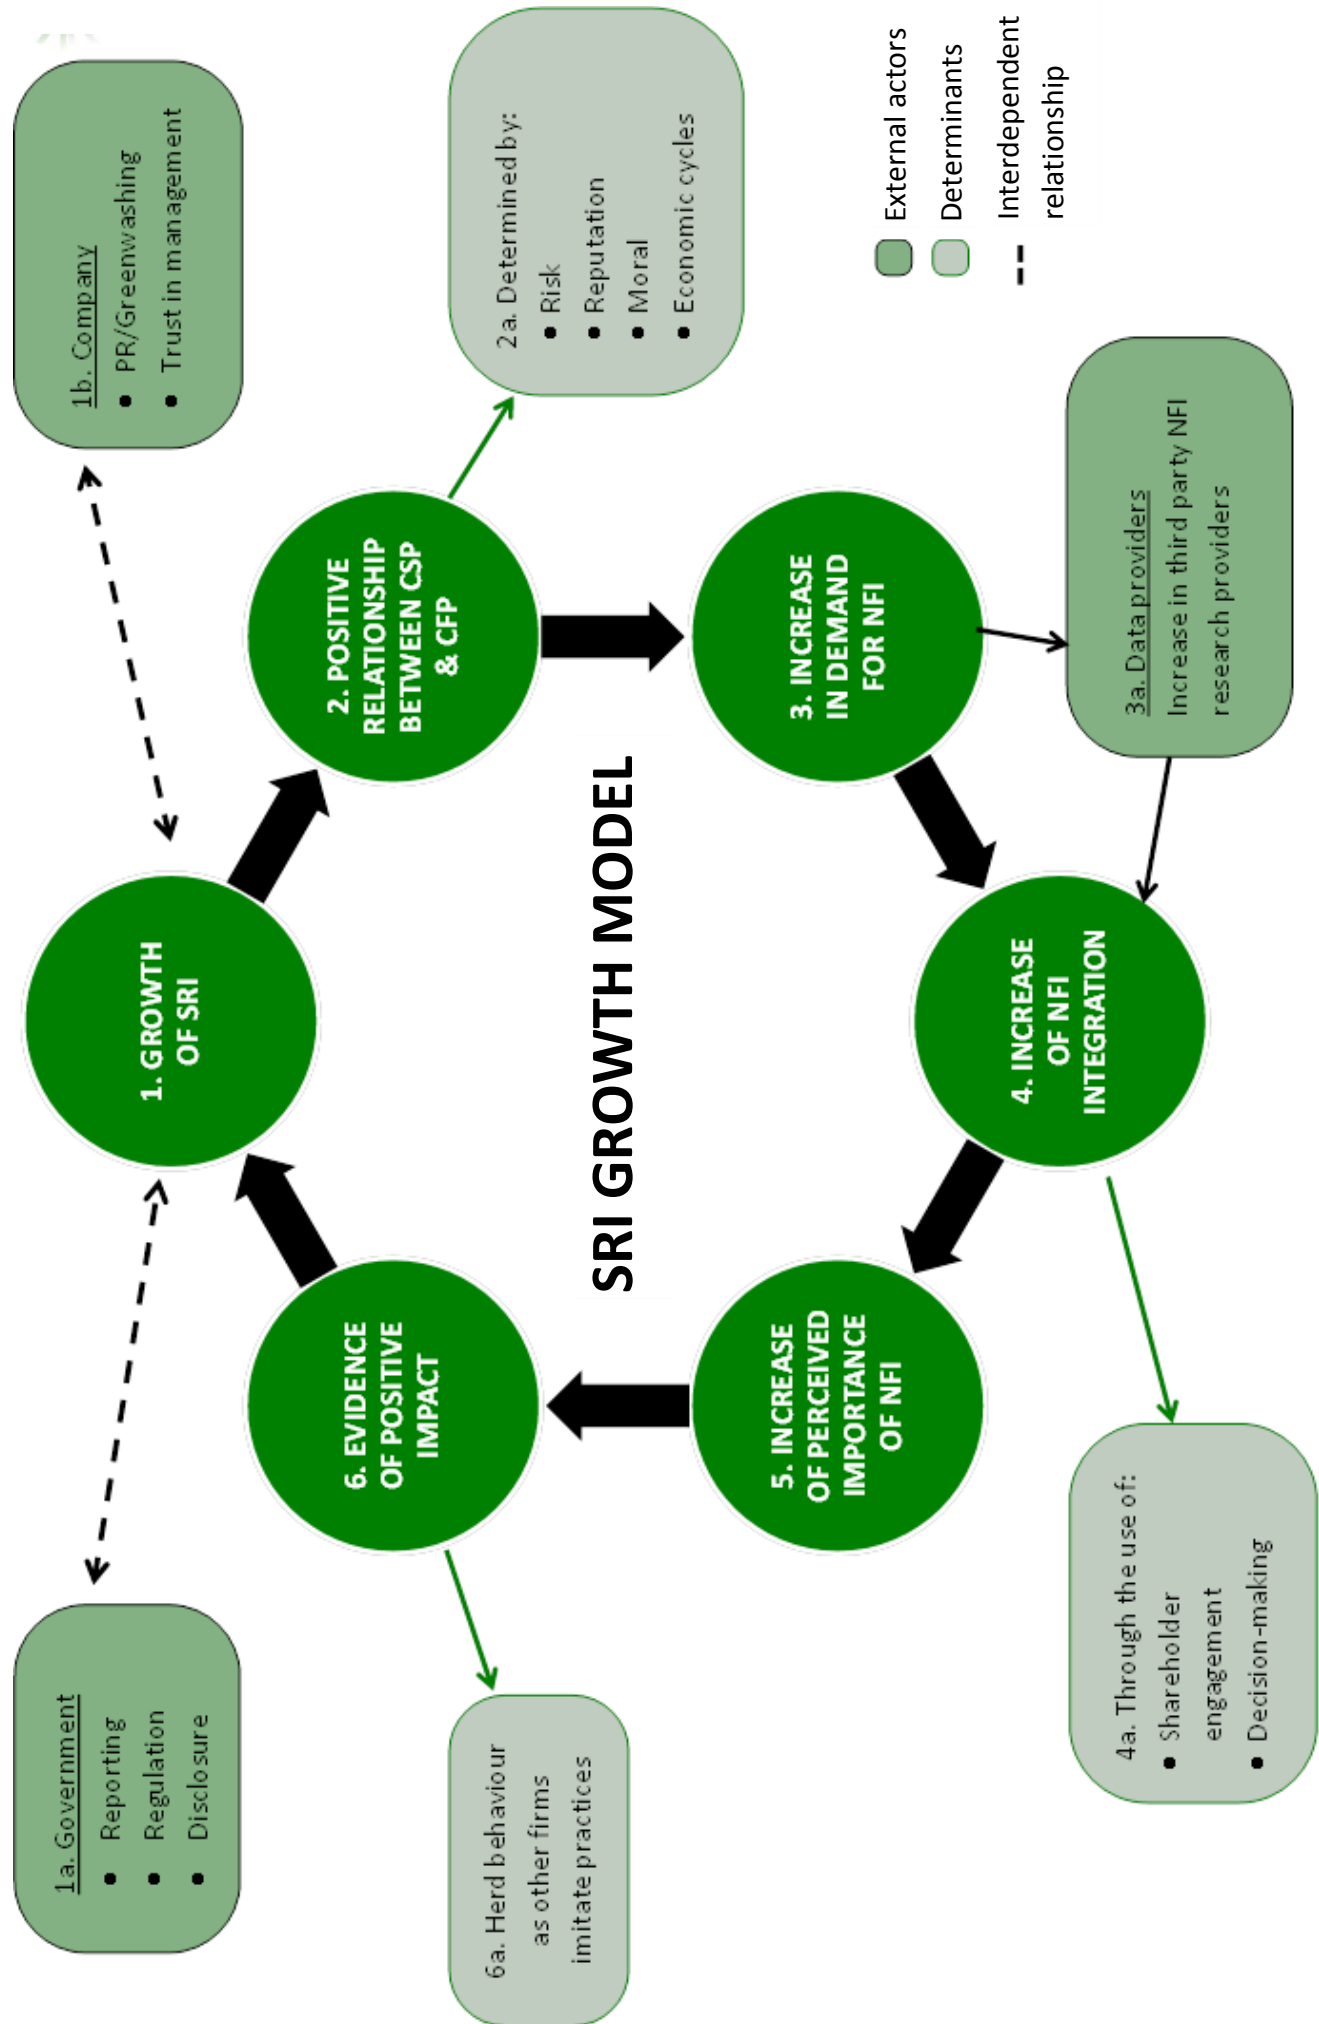 1a. Government
● Reporting
● Regulation
● Disclosure
1. GROWTH
OF SRI
1b. Company
● PR/Greenwashing
● Trust in management
6. EVIDENCE
OF POSITIVE
IMPACT
2. POSITIVE
RELATIONSHIP
BETWEEN CSP
& CFP
6a. Herd behaviour
as other firms
imitate practices
2a. Determined by:
● Risk
● Reputation
● Moral
● Economic cycles
SRI GROWTH MODEL
5. INCREASE
OF PERCEIVED
IMPORTANCE
OF NFI
3. INCREASE
IN DEMAND
FOR NFI
4. INCREASE
OF NFI
INTEGRATION
4a. Through the use of:
● Shareholder
engagement
● Decision-making
3a. Data providers
Increase in third party NFI
research providers
External actors
Determinants
Interdependent
relationship